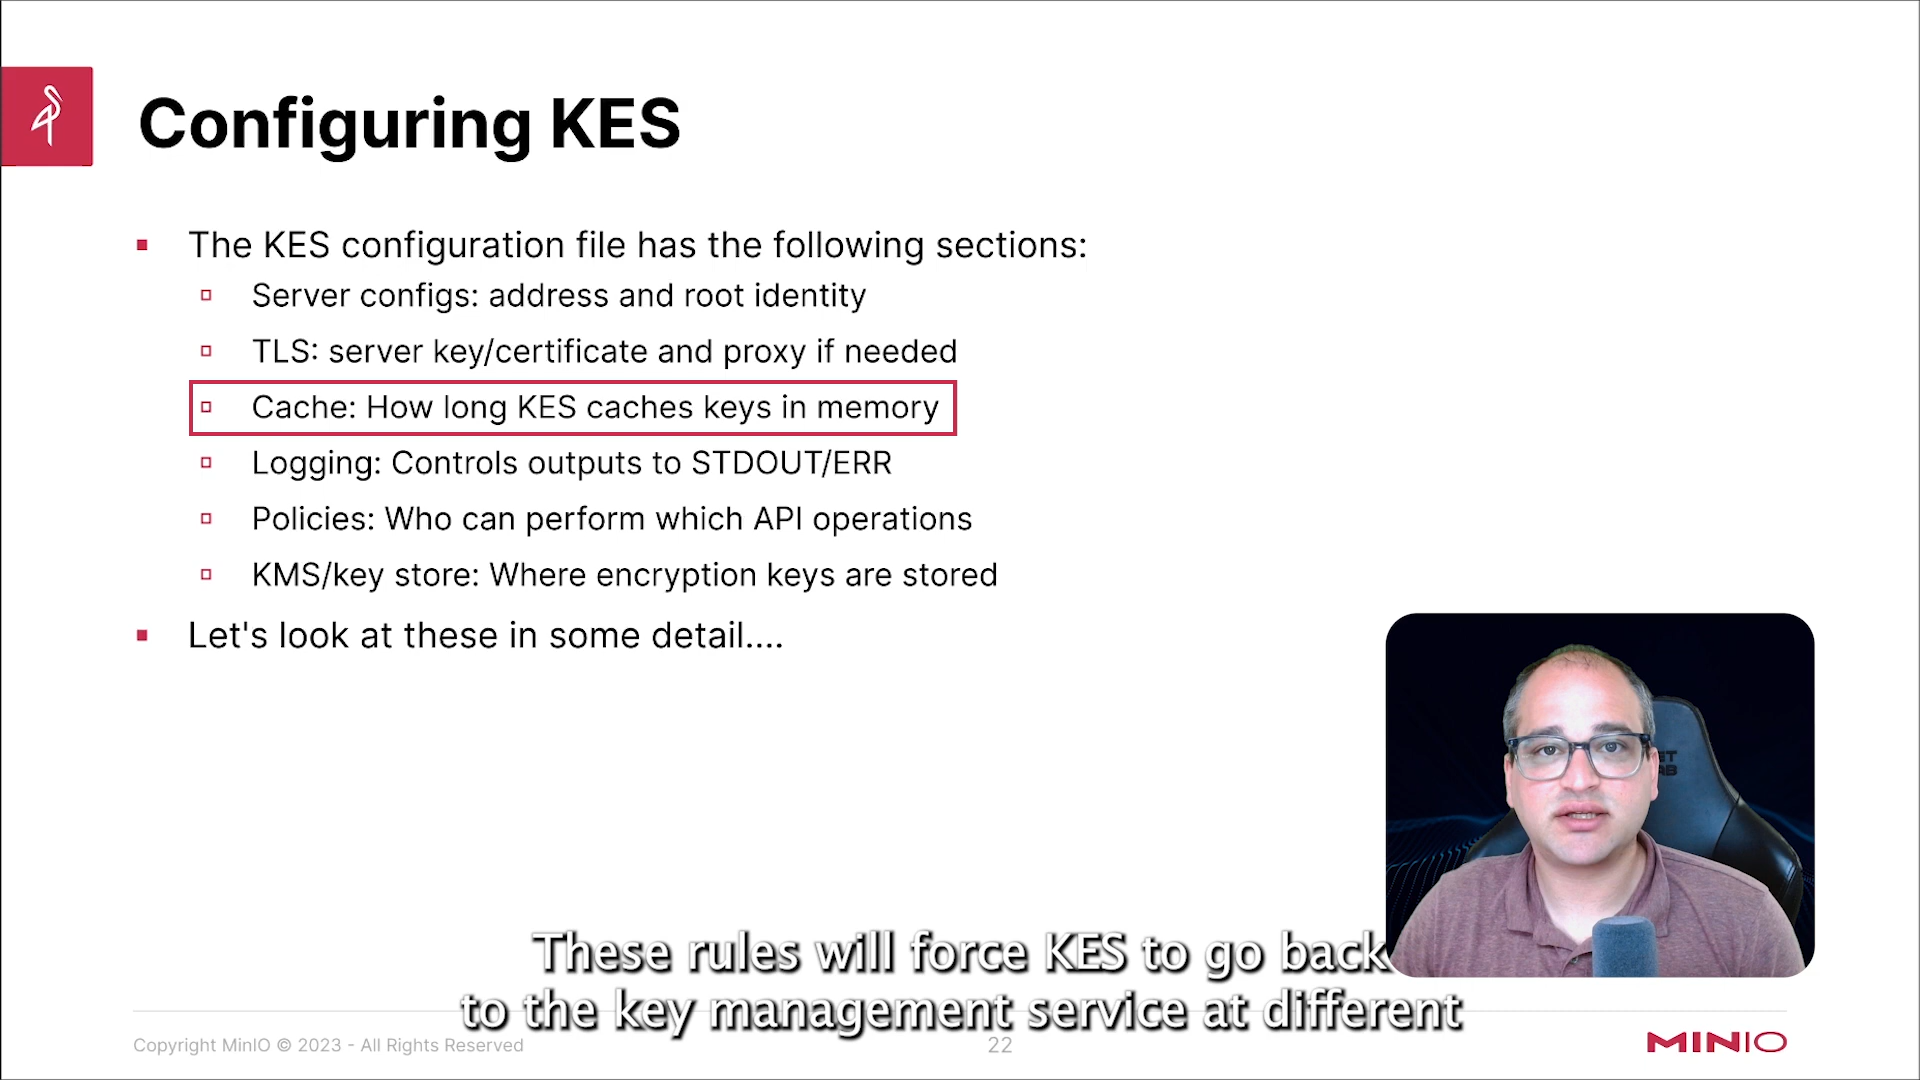 Configuring KES
The KES configuration file has the following sections:
Server configs: address and root identity
TLS: server key/certificate and proxy if needed
Cache: How long KES caches keys in memory
Logging: Controls outputs to STDOUT/ERR
Policies: Who can perform which API operations
KMS/key store: Where encryption keys are stored
Let's look at these in some detail....
These rules will force KES to go back
to the key management service at different
Copyright MinIO © 2023 - All Rights Reserved
22
MINIO